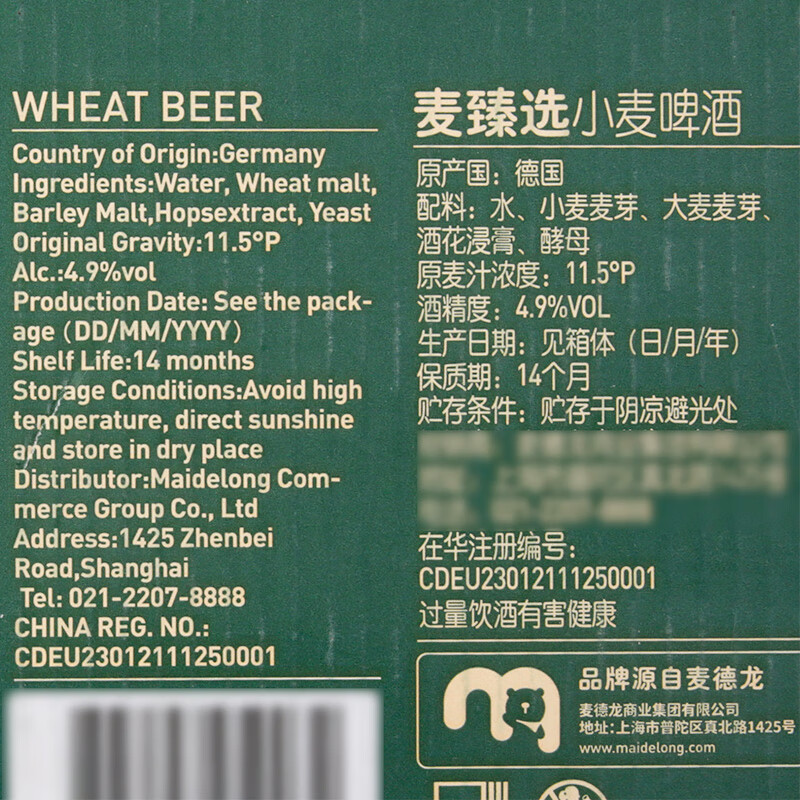 WHEAT BEER
Country of Origin:Germany
Ingredients:Water, Wheat malt,
Barley Malt,Hopsextract, Yeast
Original Gravity:11.5°P
Alc.:4.9%vol
Production Date: See the pack-
age (DD/MM/YYYY)
Shelf Life:14 months
Storage Conditions:Avoid high
temperature, direct sunshine
and store in dry place
Distributor:Maidelong Com-
merce Group Co., Ltd
Address:1425 Zhenbei
Road,Shanghai
Tel: 021-2207-8888
CHINA REG. NO.:
CDEU23012111250001
麦臻选小麦啤酒
原产国：德国
配料：水、小麦麦芽、大麦麦芽、
酒花浸膏、酵母
原麦汁浓度：11.5°P
酒精度：4.9%VOL
生产日期：见箱体（日/月/年）
保质期：14个月
贮存条件：贮存于阴凉避光处
在华注册编号：
CDEU23012111250001
过量饮酒有害健康
品牌源自麦德龙
麦德龙商业集团有限公司
地址:上海市普陀区真北路1425号
www.maidelong.com